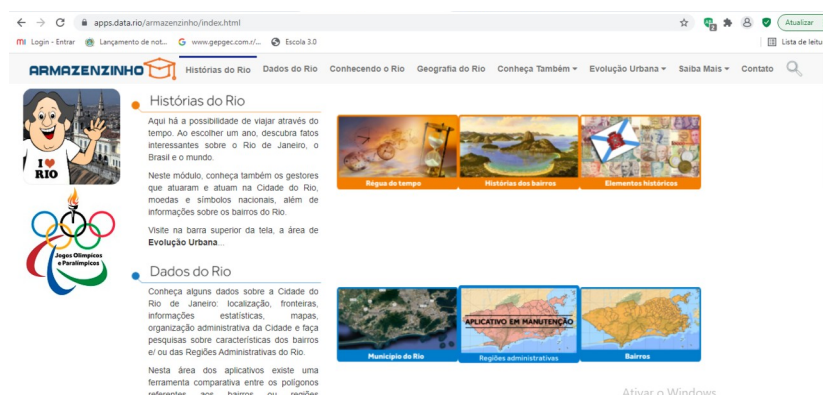 apps.data.rio/armazenzinho/index.html
Atualizar
Login - Entrar
Lançamento de not...
www.gepgec.com.r/...
Escola 3.0
Lista de leitu
ARMAZENZINHO
Histórias do Rio
Dados do Rio
Conhecendo o Rio
Geografia do Rio
Conheça Também
Evolução Urbana
Saiba Mais
Contato
I ❤
RIO
Jogos Olímpicos
e Paralímpicos
Histórias do Rio
Aqui há a possibilidade de viajar através do
tempo. Ao escolher um ano, descubra fatos
interessantes sobre o Rio de Janeiro, o
Brasil e o mundo.
Neste módulo, conheça também os gestores
que atuaram e atuam na Cidade do Rio,
moedas e símbolos nacionais, além de
informações sobre os bairros do Rio.
Visite na barra superior da tela, a área de
Evolução Urbana...
Régua do tempo
Histórias dos bairros
Elementos históricos
Dados do Rio
Conheça alguns dados sobre a Cidade do
Rio de Janeiro: localização, fronteiras,
informações estatísticas, mapas,
organização administrativa da Cidade e faça
pesquisas sobre características dos bairros
e/ ou das Regiões Administrativas do Rio.
Nesta área dos aplicativos existe uma
ferramenta comparativa entre os polígonos
referentes aos bairros ou regiões
Município do Rio
APLICATIVO EM MANUTENÇÃO
Regiões administrativas
Bairros
Ativar o Windows